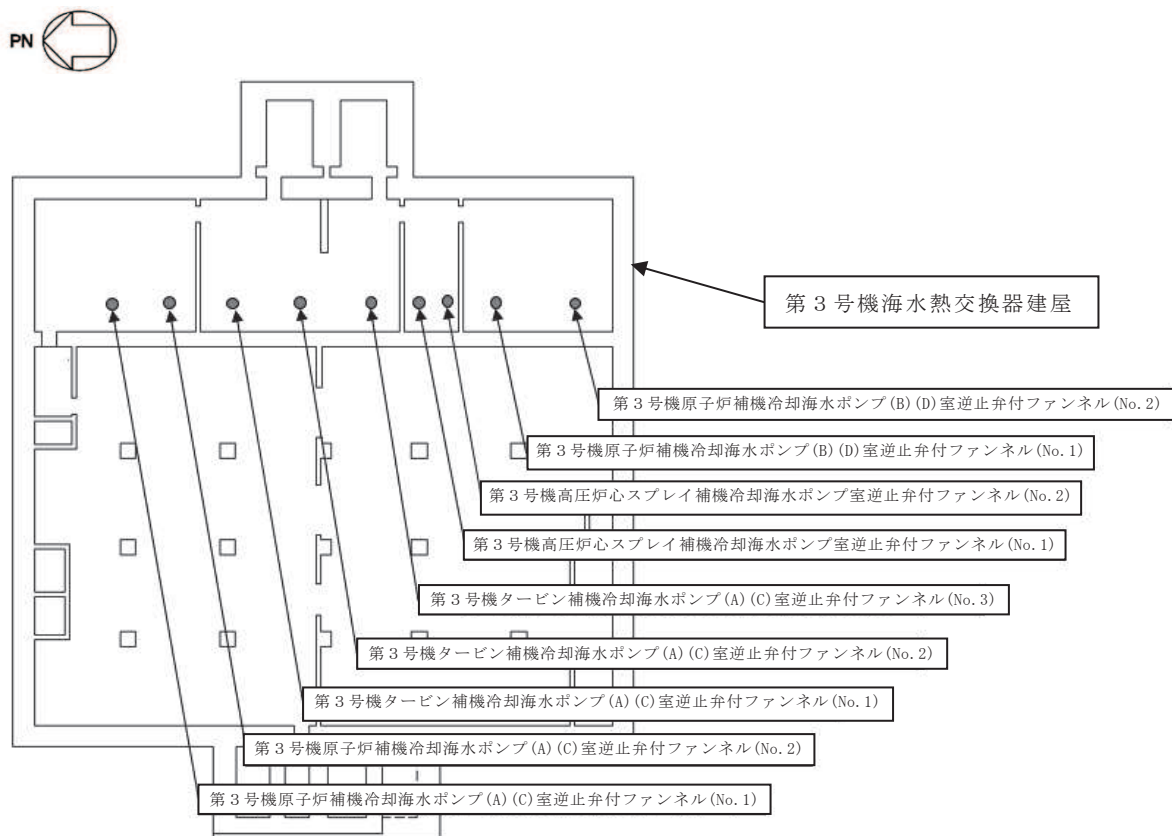 PN
第３号機海水熱交換器建屋
第３号機原子炉補機冷却海水ポンプ(B)(D)室逆止弁付ファンネル(No.2)
第３号機原子炉補機冷却海水ポンプ(B)(D)室逆止弁付ファンネル(No.1)
第３号機高圧炉心スプレイ補機冷却海水ポンプ室逆止弁付ファンネル(No.2)
第３号機高圧炉心スプレイ補機冷却海水ポンプ室逆止弁付ファンネル(No.1)
第３号機タービン補機冷却海水ポンプ(A)(C)室逆止弁付ファンネル(No.3)
第３号機タービン補機冷却海水ポンプ(A)(C)室逆止弁付ファンネル(No.2)
第３号機タービン補機冷却海水ポンプ(A)(C)室逆止弁付ファンネル(No.1)
第３号機原子炉補機冷却海水ポンプ(A)(C)室逆止弁付ファンネル(No.2)
第３号機原子炉補機冷却海水ポンプ(A)(C)室逆止弁付ファンネル(No.1)